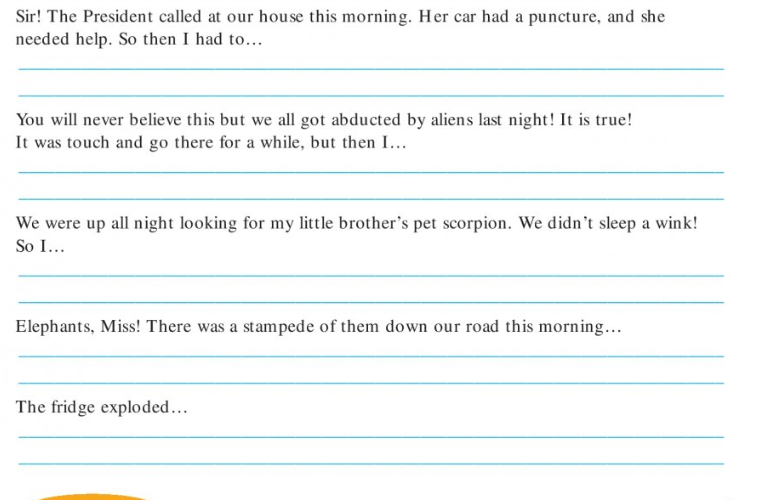 Sir! The President called at our house this morning. Her car had a puncture, and she
needed help. So then I had to…
You will never believe this but we all got abducted by aliens last night! It is true!
It was touch and go there for a while, but then I…
We were up all night looking for my little brother’s pet scorpion. We didn’t sleep a wink!
So I…
Elephants, Miss! There was a stampede of them down our road this morning…
The fridge exploded…